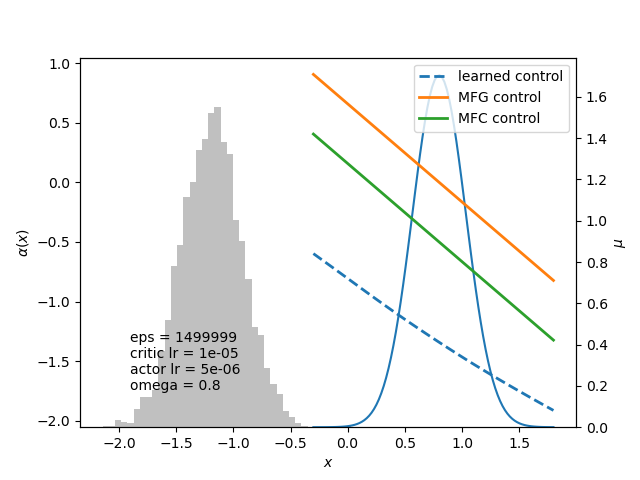 learned control
MFG control
MFC control
1.0
0.5
0.0
−0.5
−1.0
−1.5
−2.0
α(x)
eps = 1499999
critic lr = 1e-05
actor lr = 5e-06
omega = 0.8
1.6
1.4
1.2
1.0
0.8
0.6
0.4
0.2
0.0
μ
−2.0 −1.5 −1.0 −0.5 0.0 0.5 1.0 1.5
x